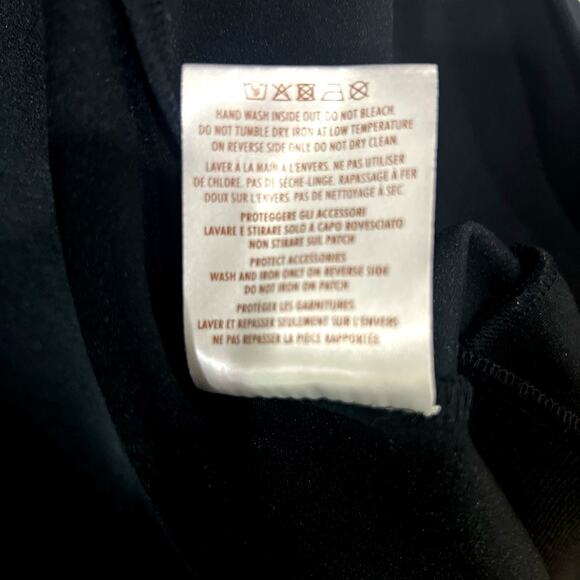 HAND WASH INSIDE OUT. DO NOT BLEACH.
DO NOT TUMBLE DRY. IRON AT LOW TEMPERATURE
ON REVERSE SIDE ONLY. DO NOT DRY CLEAN.
LAVER À LA MAIN À L'ENVERS. NE PAS UTILISER
DE CHLORE. PAS DE SÈCHE-LINGE. RAPASSAGE À FER
DOUX SUR L'ENVERS. PAS DE NETTOYAGE À SEC.
PROTEGGERE GLI ACCESSORI
LAVARE E STIRARE SOLO A CAPO ROVESCIATO
NON STIRARE SUL PATCH
PROTECT ACCESSORIES
WASH AND IRON ONLY ON REVERSE SIDE
DO NOT IRON ON PATCH
PROTÉGER LES GARNITURES
LAVER ET REPASSER SEULEMENT SUR L'ENVERS
NE PAS REPASSER LA PIÈCE RAPPORTÉE